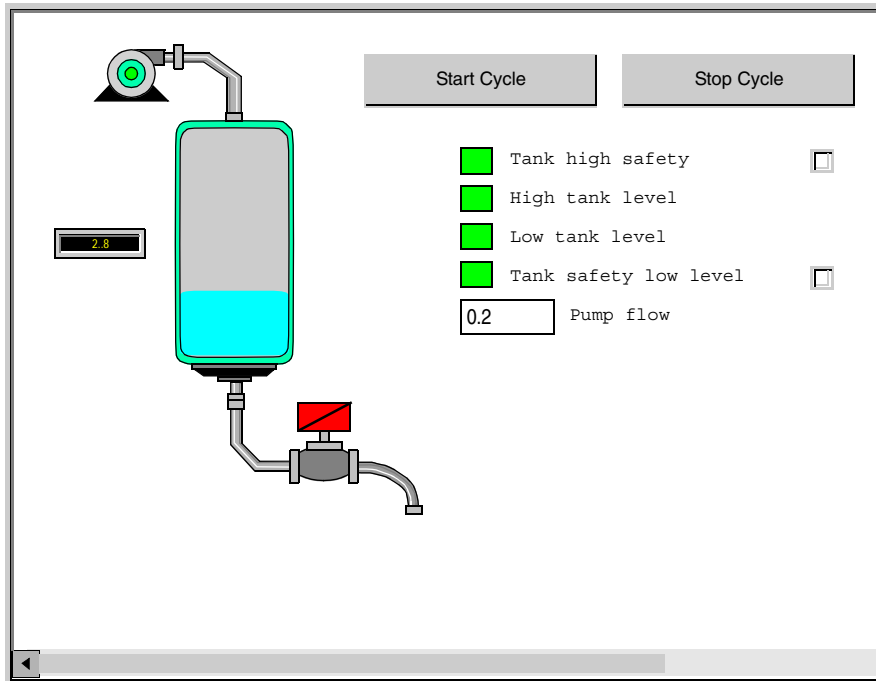 Start Cycle
Stop Cycle
Tank high safety
High tank level
2..8
Low tank level
Tank safety low level
0.2 Pump flow